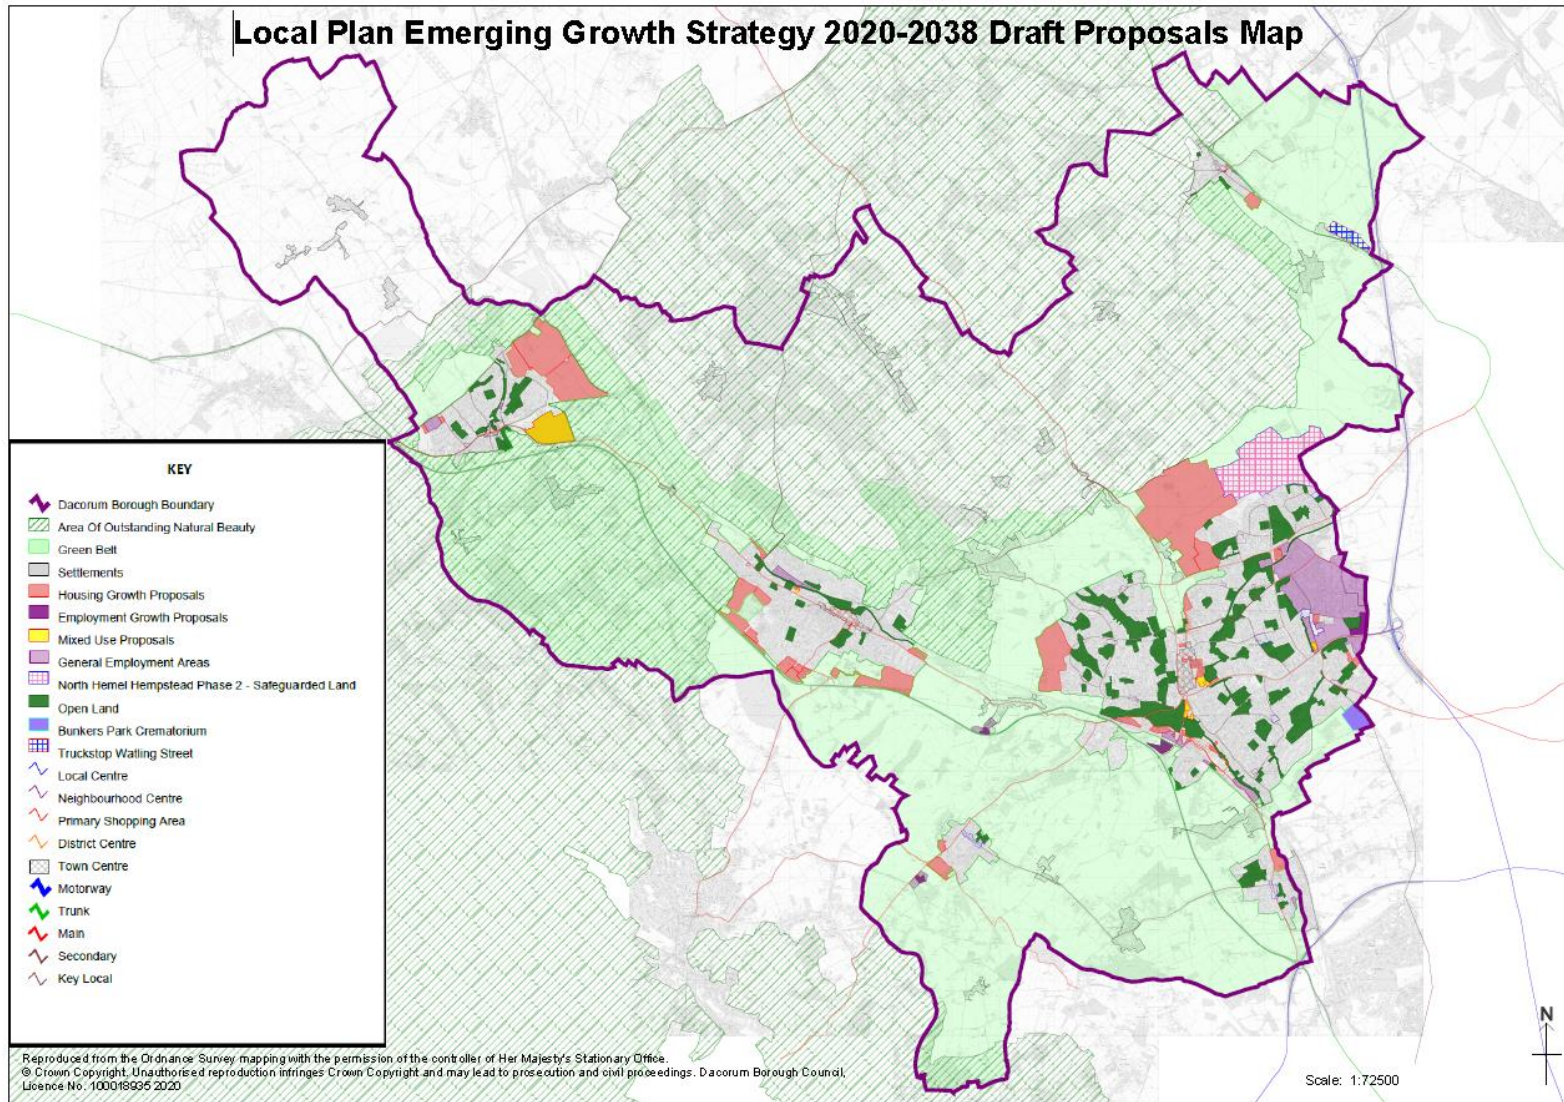 Local Plan Emerging Growth Strategy 2020-2038 Draft Proposals Map
KEY
Dacorum Borough Boundary
Area Of Outstanding Natural Beauty
Green Belt
Settlements
Housing Growth Proposals
Employment Growth Proposals
Mixed Use Proposals
General Employment Areas
North Hemel Hempstead Phase 2 - Safeguarded Land
Open Land
Bunkers Park Crematorium
Truckstop Watling Street
Local Centre
Neighbourhood Centre
Primary Shopping Area
District Centre
Town Centre
Motorway
Trunk
Main
Secondary
Key Local
Reproduced from the Ordnance Survey mapping with the permission of the controller of Her Majesty's Stationary Office.
© Crown Copyright. Unauthorised reproduction infringes Crown Copyright and may lead to prosecution and civil proceedings. Dacorum Borough Council,
Licence No. 100018935 2020
N
Scale: 1:72500